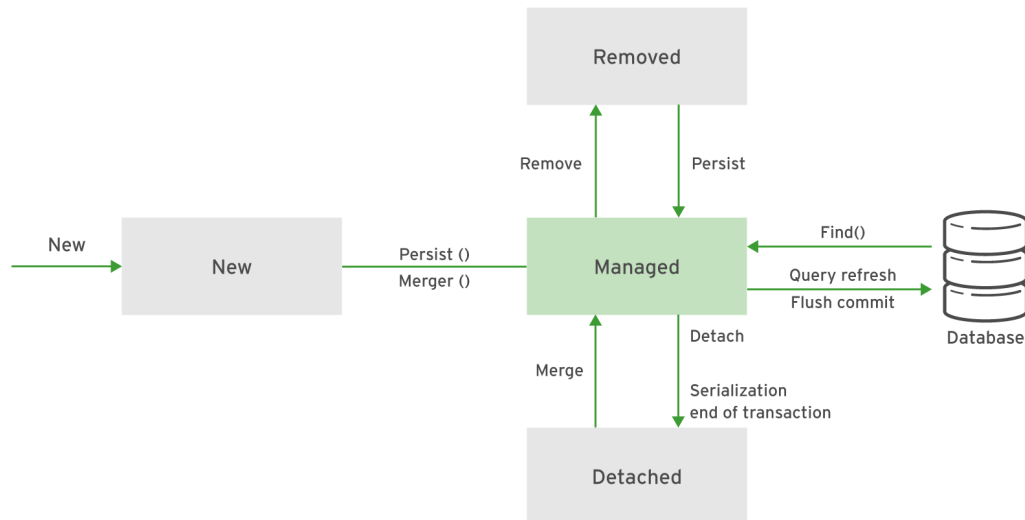 Removed
Remove
Persist
New
New
Persist ()
Merger ()
Managed
Find()
Query refresh
Flush commit
Database
Merge
Detach
Serialization
end of transaction
Detached